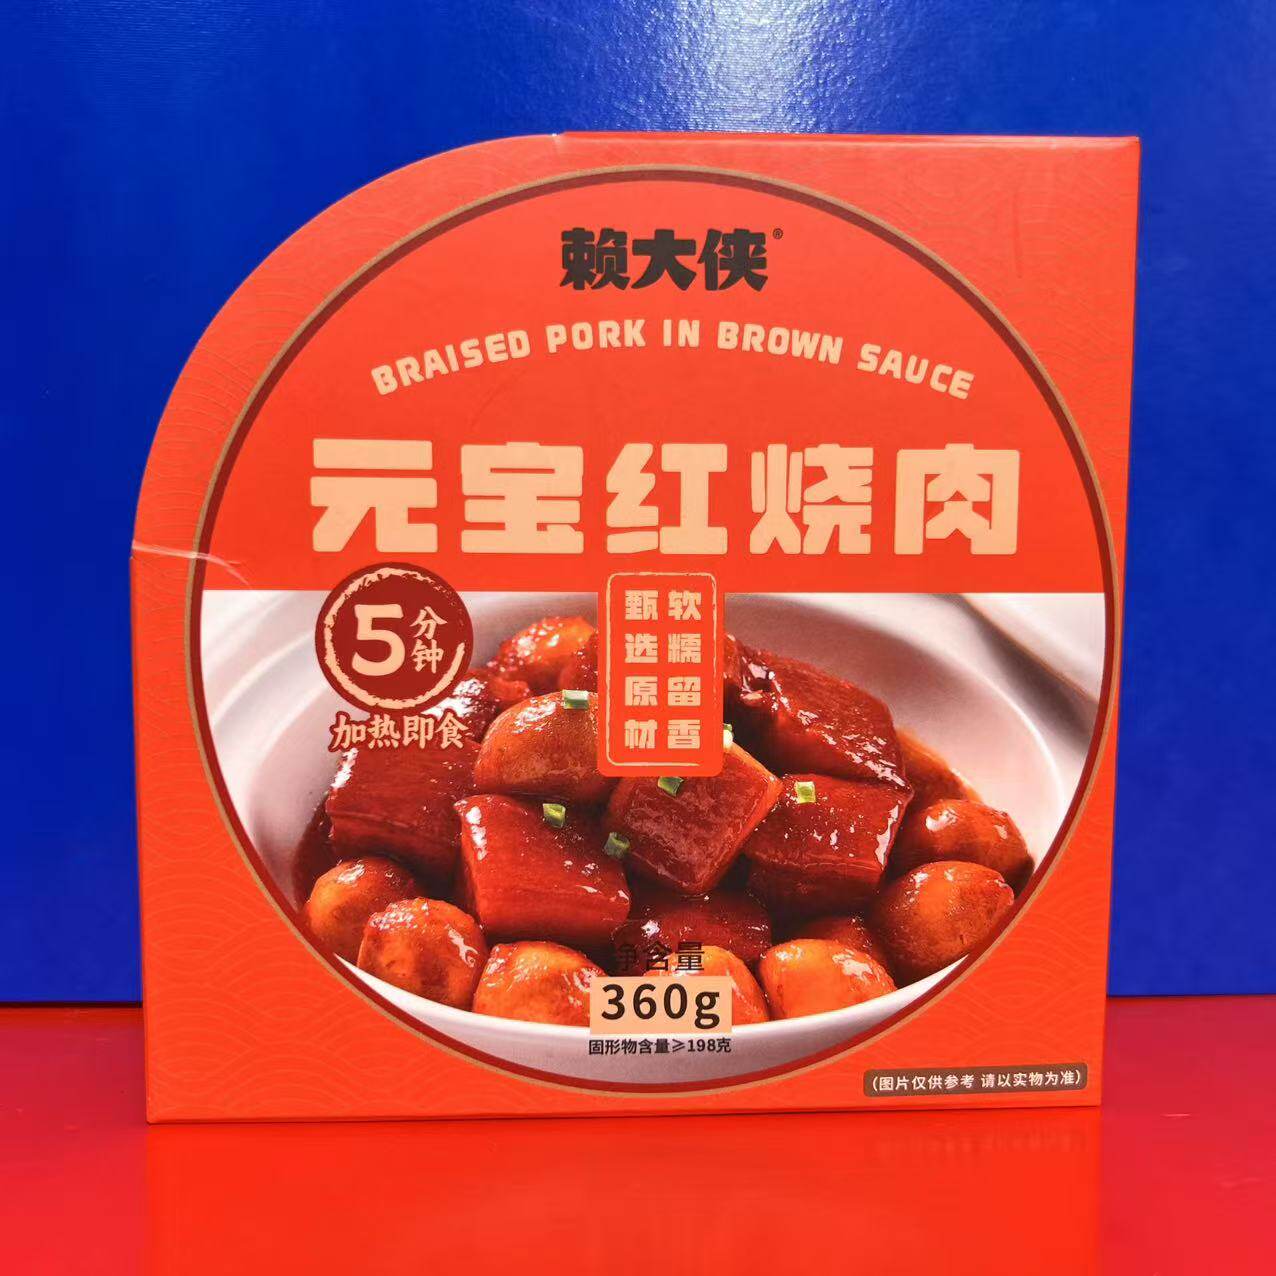 赖大侠®
BRAISED PORK IN BROWN SAUCE
元宝红烧肉
5分钟
加热即食
甄选原材
软糯留香
净含量
360g
固形物含量≥198克
(图片仅供参考 请以实物为准)